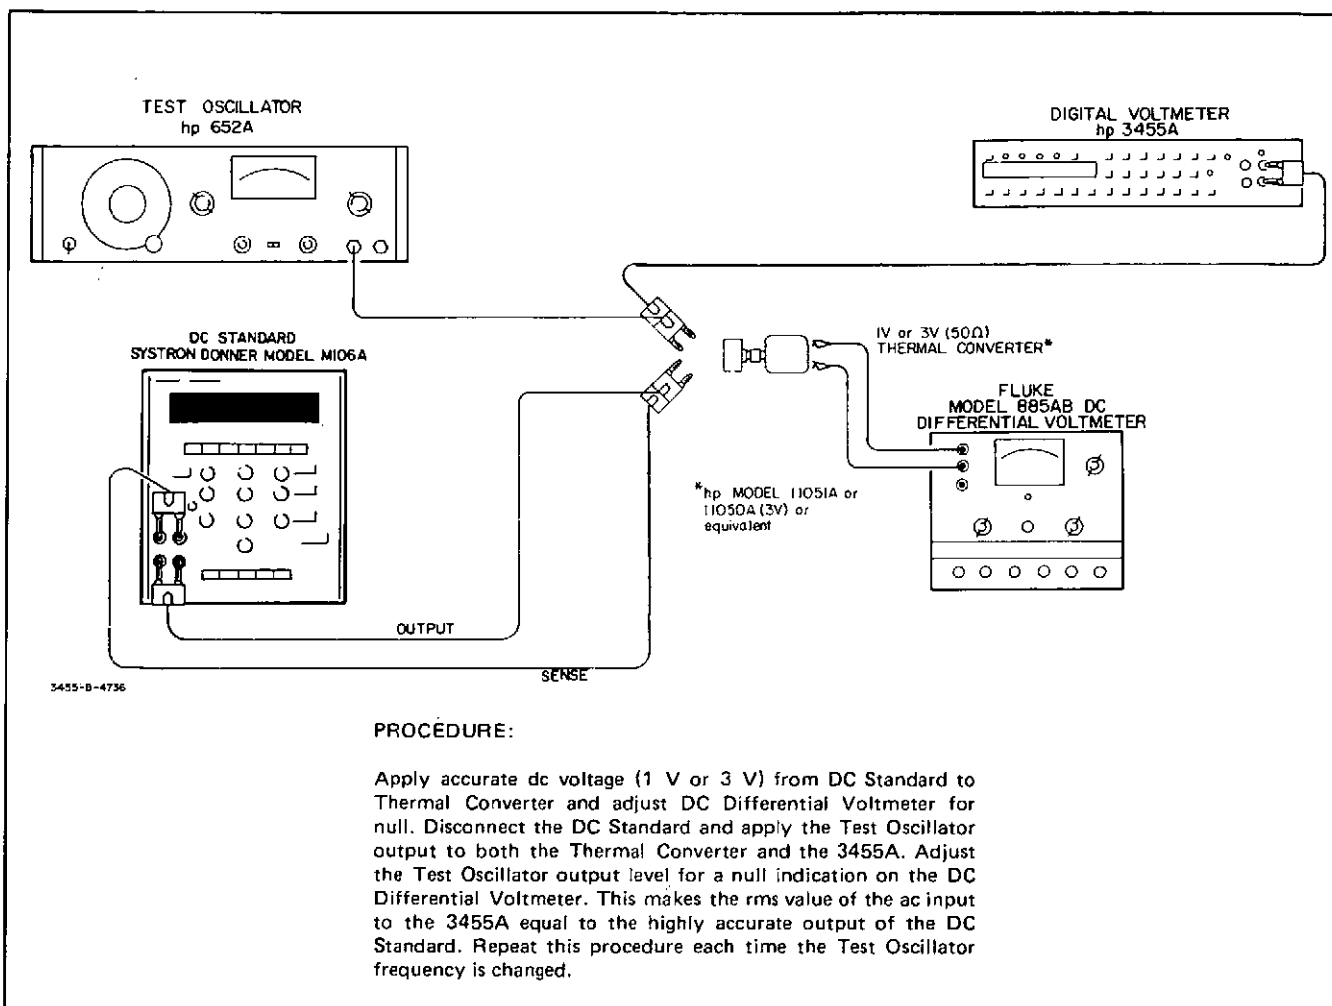 TEST OSCILLATOR
hp 652A
DIGITAL VOLTMETER
hp 3455A
DC STANDARD
SYSTRON DONNER MODEL M106A
1V or 3V (50Ω)
THERMAL CONVERTER*
FLUKE
MODEL 885AB DC
DIFFERENTIAL VOLTMETER
*hp MODEL 11051A or
11050A (3V) or
equivalent
OUTPUT
SENSE
3455-B-4736
PROCEDURE:
Apply accurate dc voltage (1 V or 3 V) from DC Standard to
Thermal Converter and adjust DC Differential Voltmeter for
null. Disconnect the DC Standard and apply the Test Oscillator
output to both the Thermal Converter and the 3455A. Adjust
the Test Oscillator output level for a null indication on the DC
Differential Voltmeter. This makes the rms value of the ac input
to the 3455A equal to the highly accurate output of the DC
Standard. Repeat this procedure each time the Test Oscillator
frequency is changed.